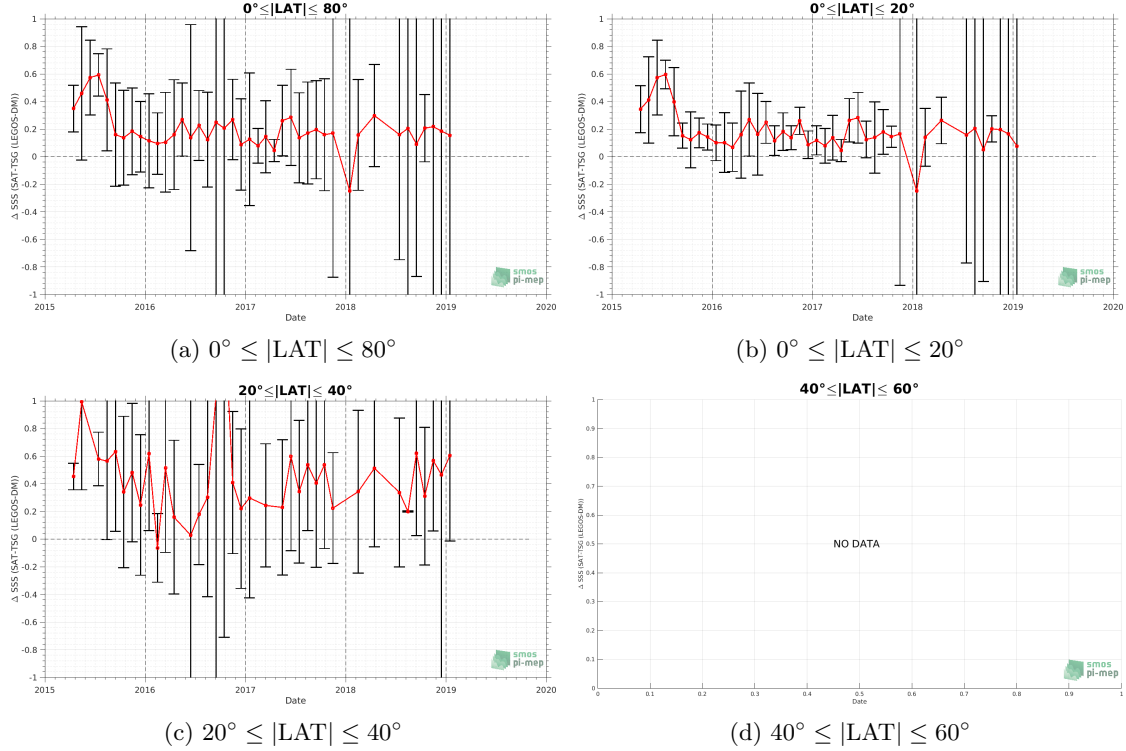 0°≤|LAT|≤ 80°
1
0.8
0.6
0.4
0.2
0
-0.2
-0.4
-0.6
-0.8
-1
Δ SSS (SAT-TSG (LEGOS-DM))
2015 2016 2017 2018 2019 2020
Date
smos
pi-mep
(a) 0° ≤ |LAT| ≤ 80°
0°≤|LAT|≤ 20°
1
0.8
0.6
0.4
0.2
0
-0.2
-0.4
-0.6
-0.8
-1
Δ SSS (SAT-TSG (LEGOS-DM))
2015 2016 2017 2018 2019 2020
Date
smos
pi-mep
(b) 0° ≤ |LAT| ≤ 20°
20°≤|LAT|≤ 40°
1
0.8
0.6
0.4
0.2
0
-0.2
-0.4
-0.6
-0.8
-1
Δ SSS (SAT-TSG (LEGOS-DM))
2015 2016 2017 2018 2019 2020
Date
smos
pi-mep
(c) 20° ≤ |LAT| ≤ 40°
40°≤|LAT|≤ 60°
1
0.9
0.8
0.7
0.6
0.5
0.4
0.3
0.2
0.1
0
Δ SSS (SAT-TSG (LEGOS-DM))
NO DATA
0 0.1 0.2 0.3 0.4 0.5 0.6 0.7 0.8 0.9 1
Date
smos
pi-mep
(d) 40° ≤ |LAT| ≤ 60°